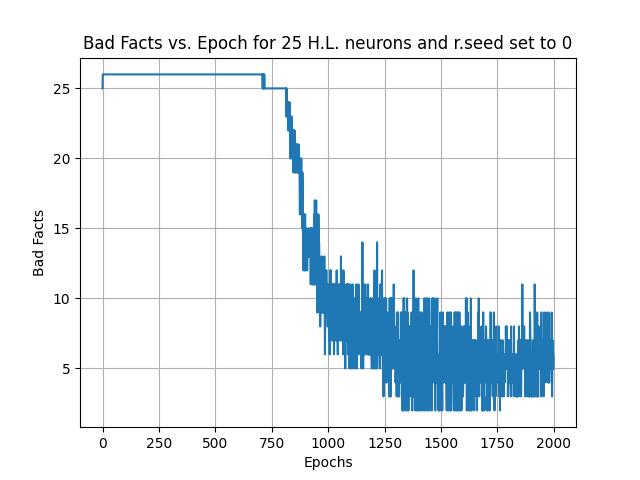 Bad Facts vs. Epoch for 25 H.L. neurons and r.seed set to 0
25
20
15
10
5
Bad Facts
0 250 500 750 1000 1250 1500 1750 2000
Epochs